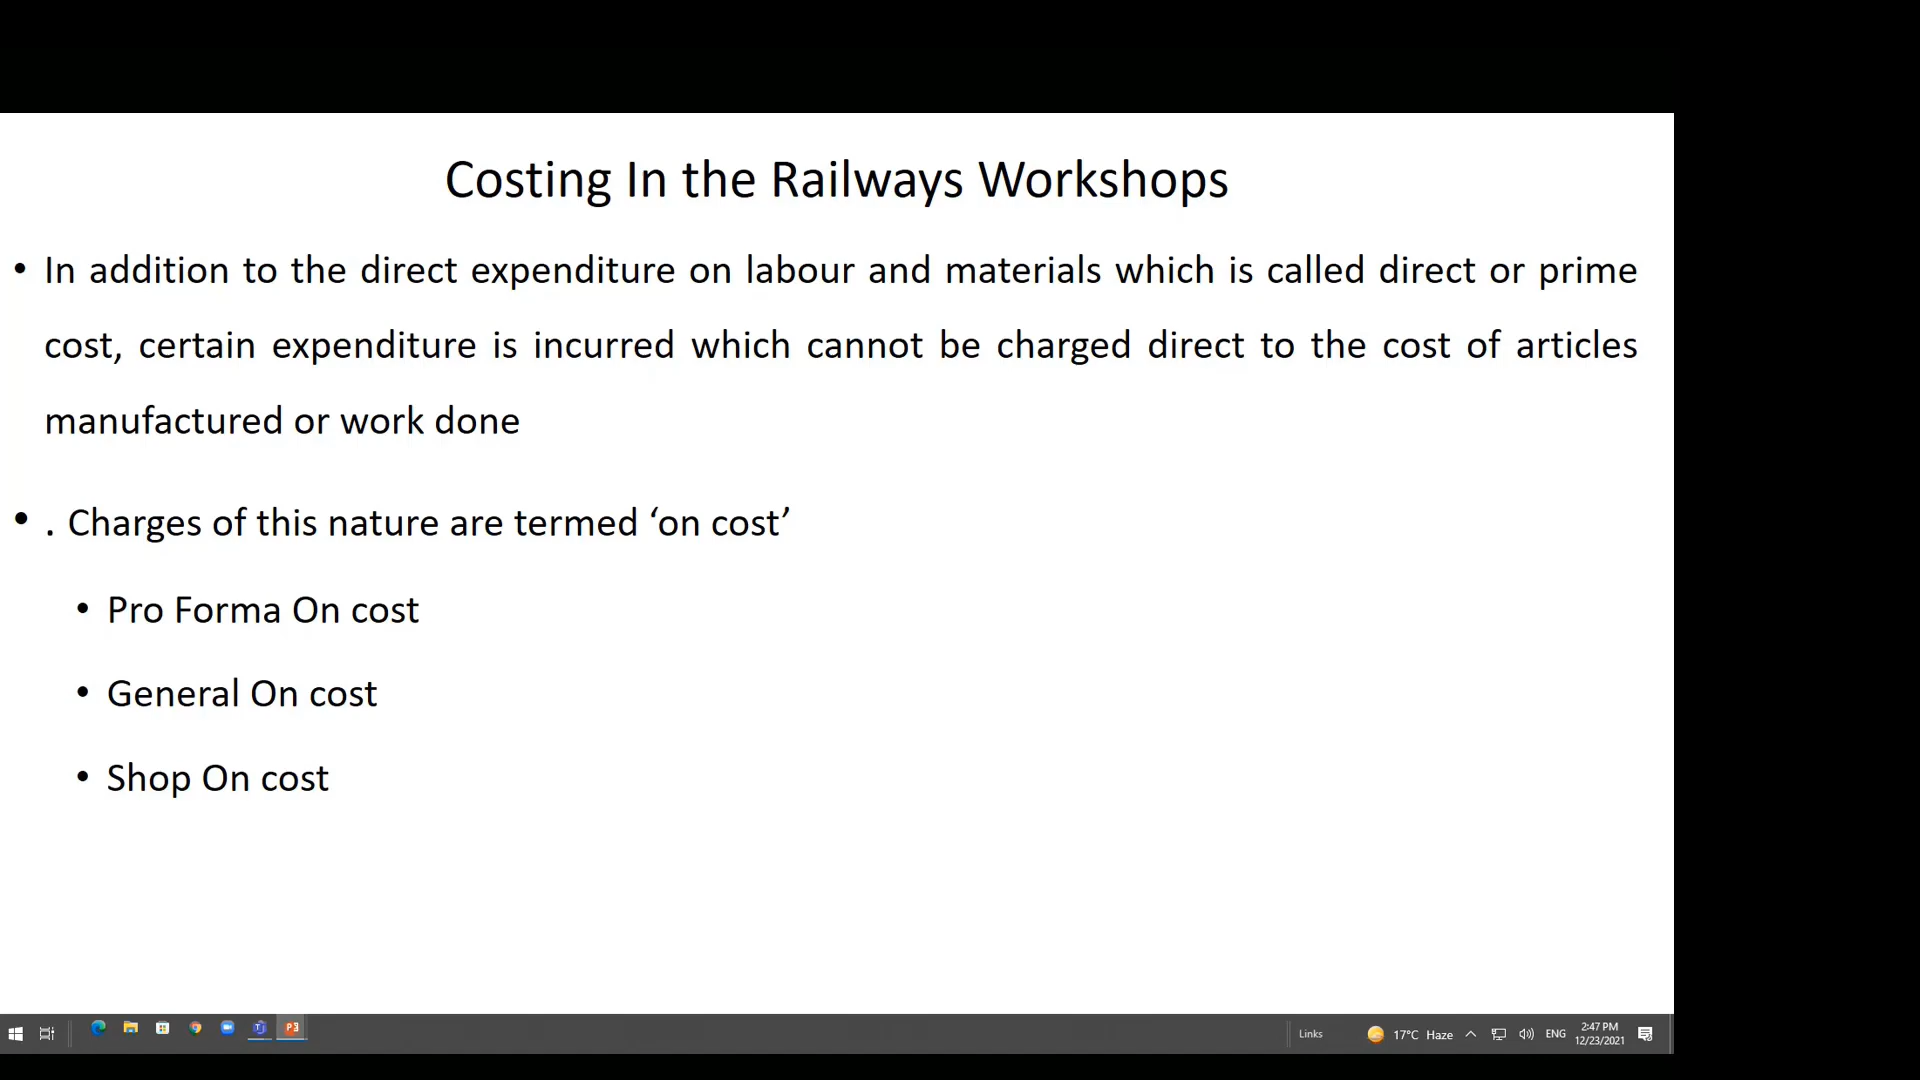 Costing In the Railways Workshops
• In addition to the direct expenditure on labour and materials which is called direct or prime
cost, certain expenditure is incurred which cannot be charged direct to the cost of articles
manufactured or work done
• . Charges of this nature are termed ‘on cost’
• Pro Forma On cost
• General On cost
• Shop On cost
Links 17°C Haze ENG 2:47 PM
12/23/2021